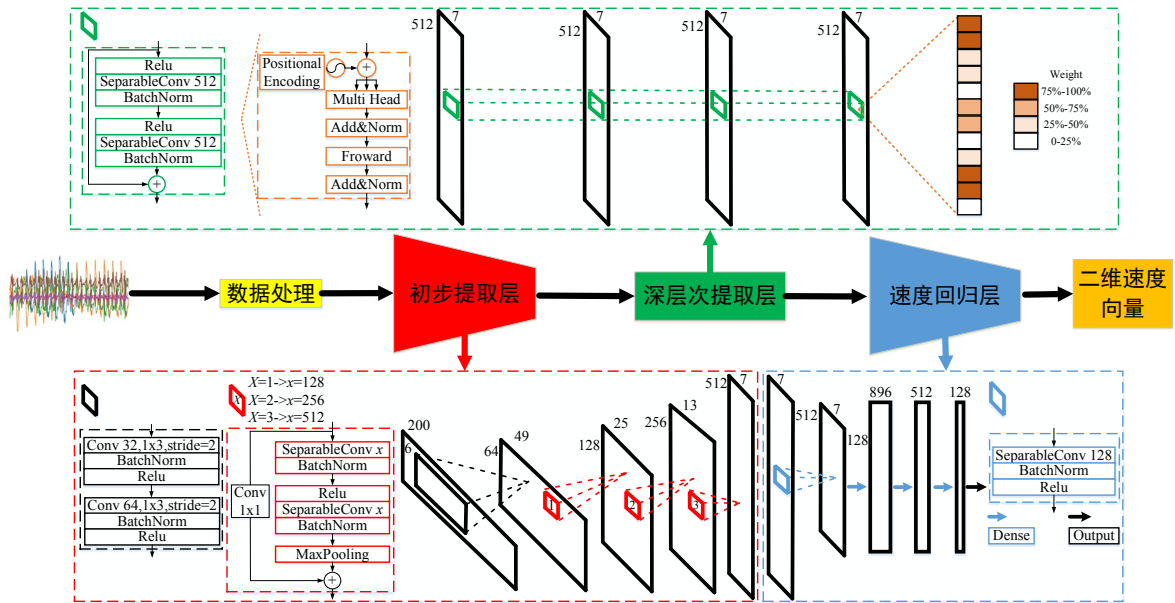 7
512
7
512
7
512
7
512
Relu
SeparableConv 512
BatchNorm
Relu
SeparableConv 512
BatchNorm
+
Positional
Encoding
+
Multi Head
Add&Norm
Froward
Add&Norm
Weight
75%-100%
50%-75%
25%-50%
0-25%
数据处理
初步提取层
深层次提取层
速度回归层
二维速度
向量
Conv 32,1x3,stride=2
BatchNorm
Relu
Conv 64,1x3,stride=2
BatchNorm
Relu
X
X=1->x=128
X=2->x=256
X=3->x=512
SeparableConv x
BatchNorm
Relu
SeparableConv x
BatchNorm
MaxPooling
+
Conv
1x1
200
6
49
64
1
25
128
2
13
256
3
7
512
7
512
7
128
896
512
128
SeparableConv 128
BatchNorm
Relu
Dense
Output